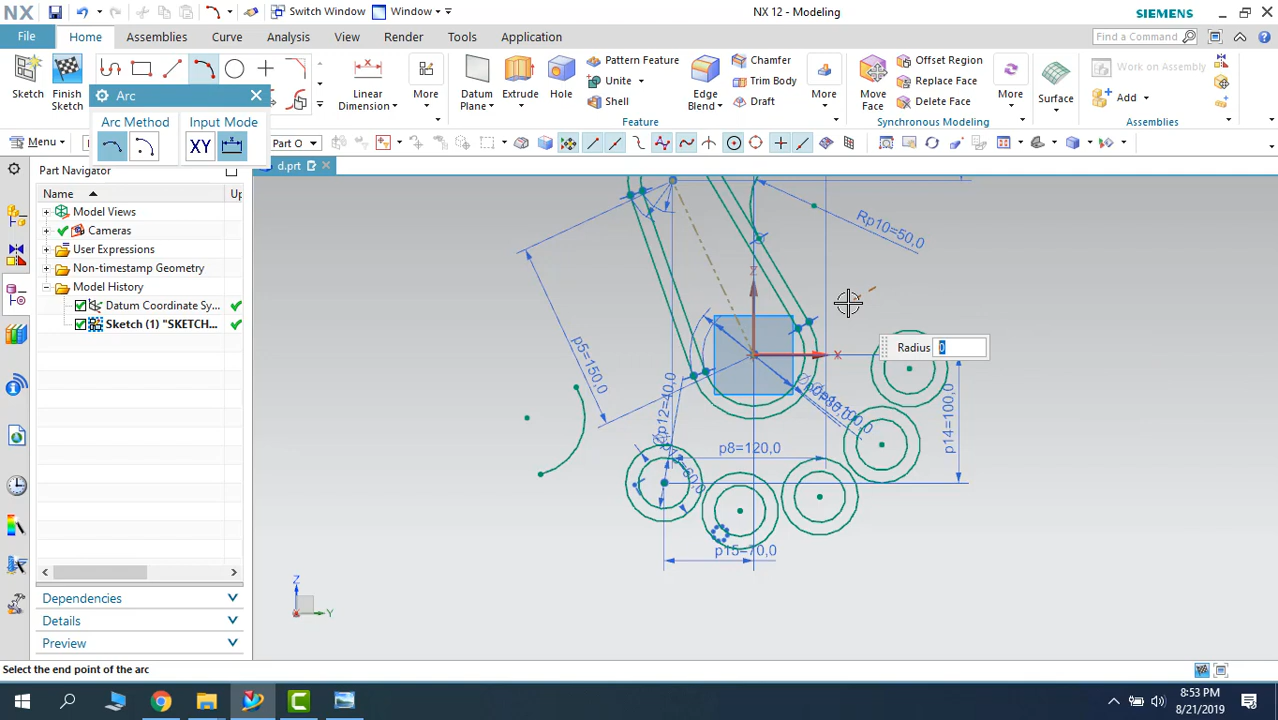 NX
Switch Window
Window
NX 12 - Modeling
SIEMENS
File
Home
Assemblies
Curve
Analysis
View
Render
Tools
Application
Find a Command
Sketch
Finish Sketch
Linear Dimension
More
Datum Plane
Extrude
Hole
Pattern Feature
Unite
Shell
Edge Blend
Chamfer
Trim Body
Draft
More
Move Face
Offset Region
Replace Face
Delete Face
More
Surface
Work on Assembly
Add
Feature
Synchronous Modeling
Assemblies
Arc
Arc Method
Input Mode
XY
Menu
Part O
d.prt
Part Navigator
Name
Up
Model Views
Cameras
User Expressions
Non-timestamp Geometry
Model History
Datum Coordinate Sy...
Sketch (1) "SKETCH...
Dependencies
Details
Preview
Rp10=50,0
Z
X
Radius 0
p5=150,0
p8=120,0
p14=100,0
p15=70,0
Z
Y
Select the end point of the arc
8:53 PM
8/21/2019